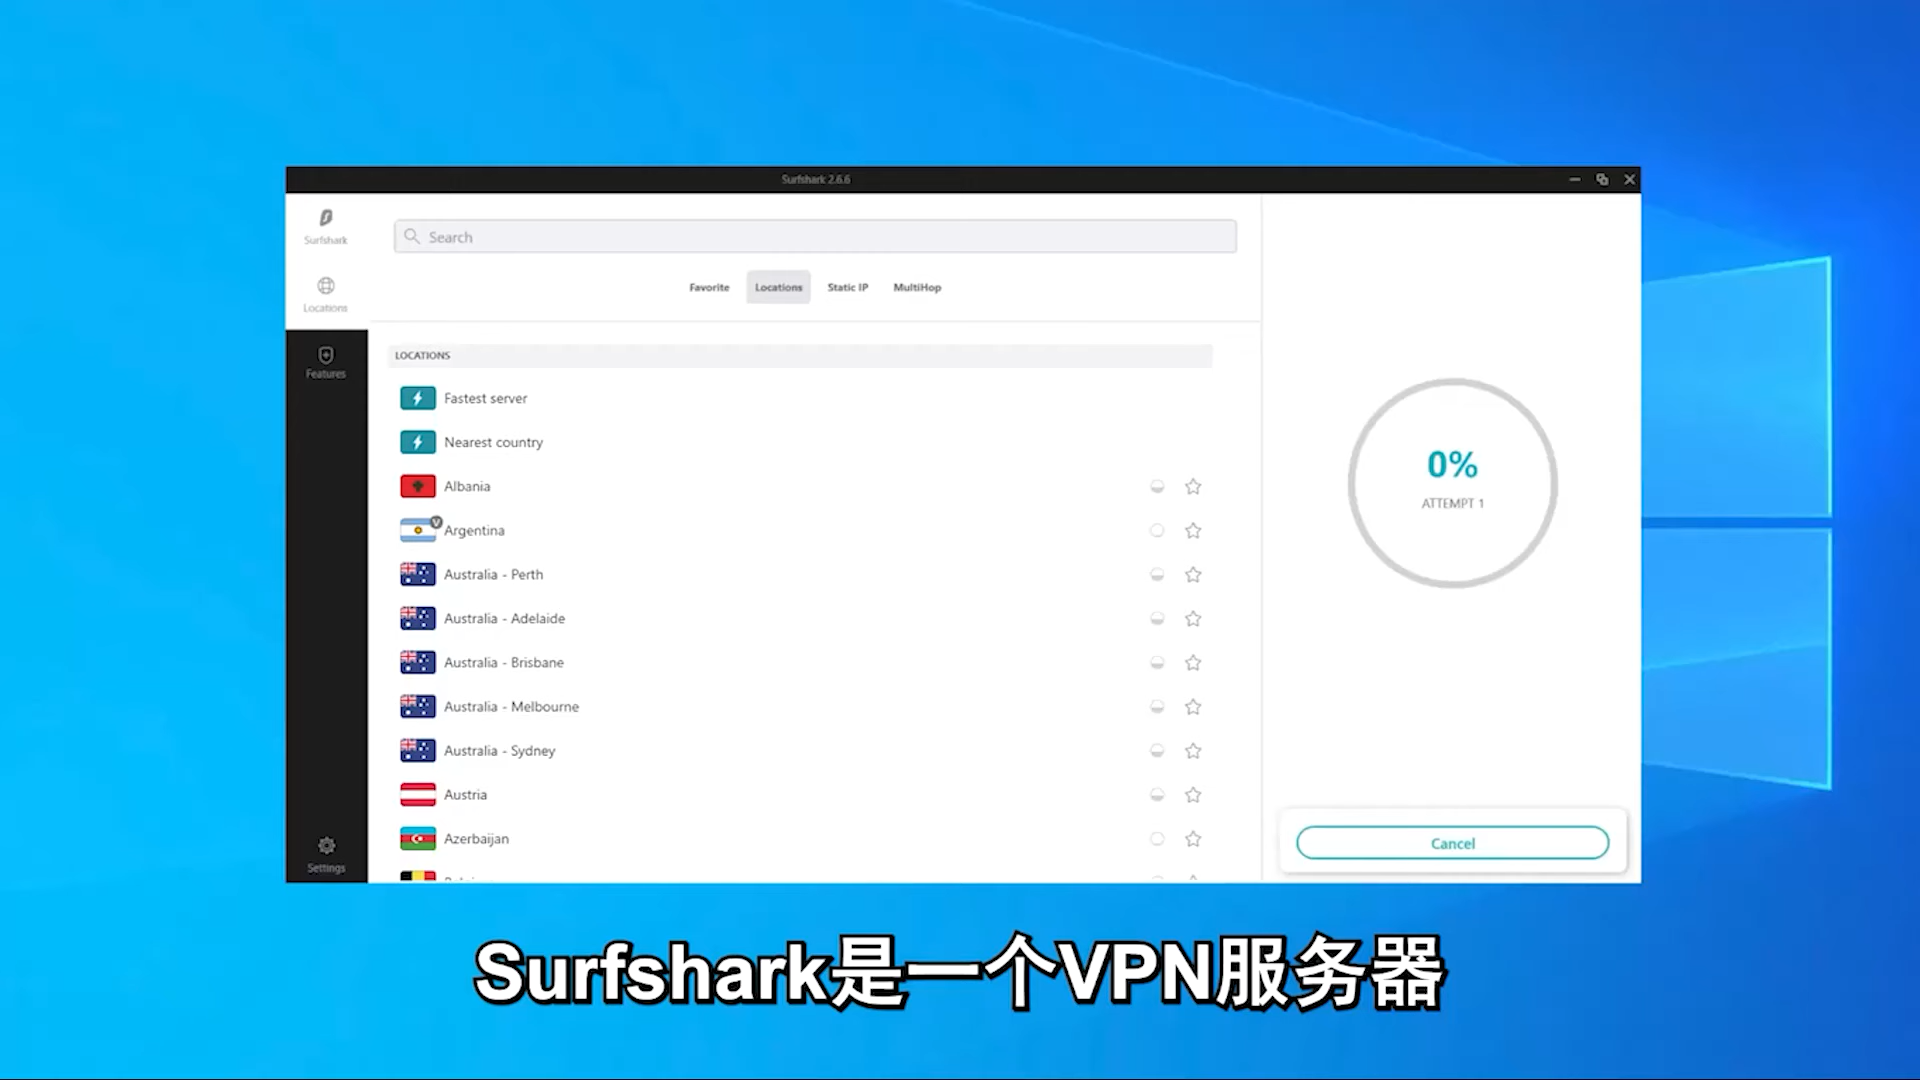 Surfshark 2.6.6
Surfshark
Search
Locations
Favorite Locations Static IP MultiHop
LOCATIONS
Features
Fastest server
Nearest country
Albania
V
Argentina
Australia - Perth
Australia - Adelaide
Australia - Brisbane
Australia - Melbourne
Australia - Sydney
Austria
Azerbaijan
Settings
0%
ATTEMPT 1
Cancel
Surfshark是一个VPN服务器